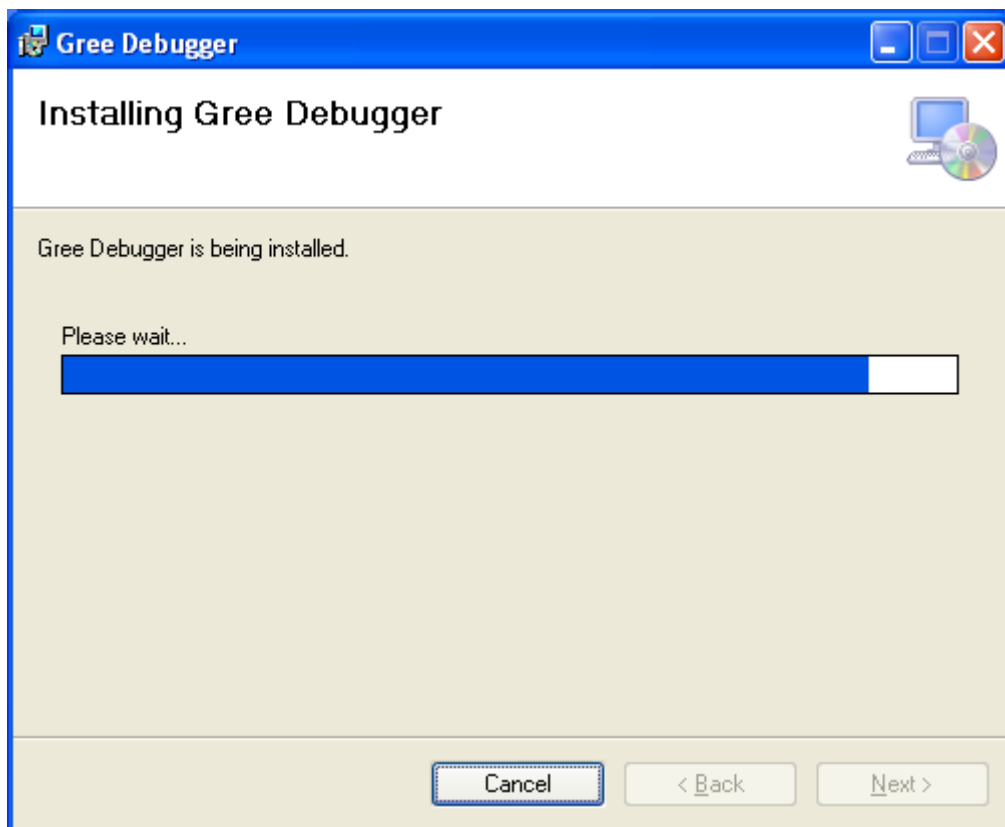 Gree Debugger
Installing Gree Debugger
Gree Debugger is being installed.
Please wait...
Cancel
< Back
Next >